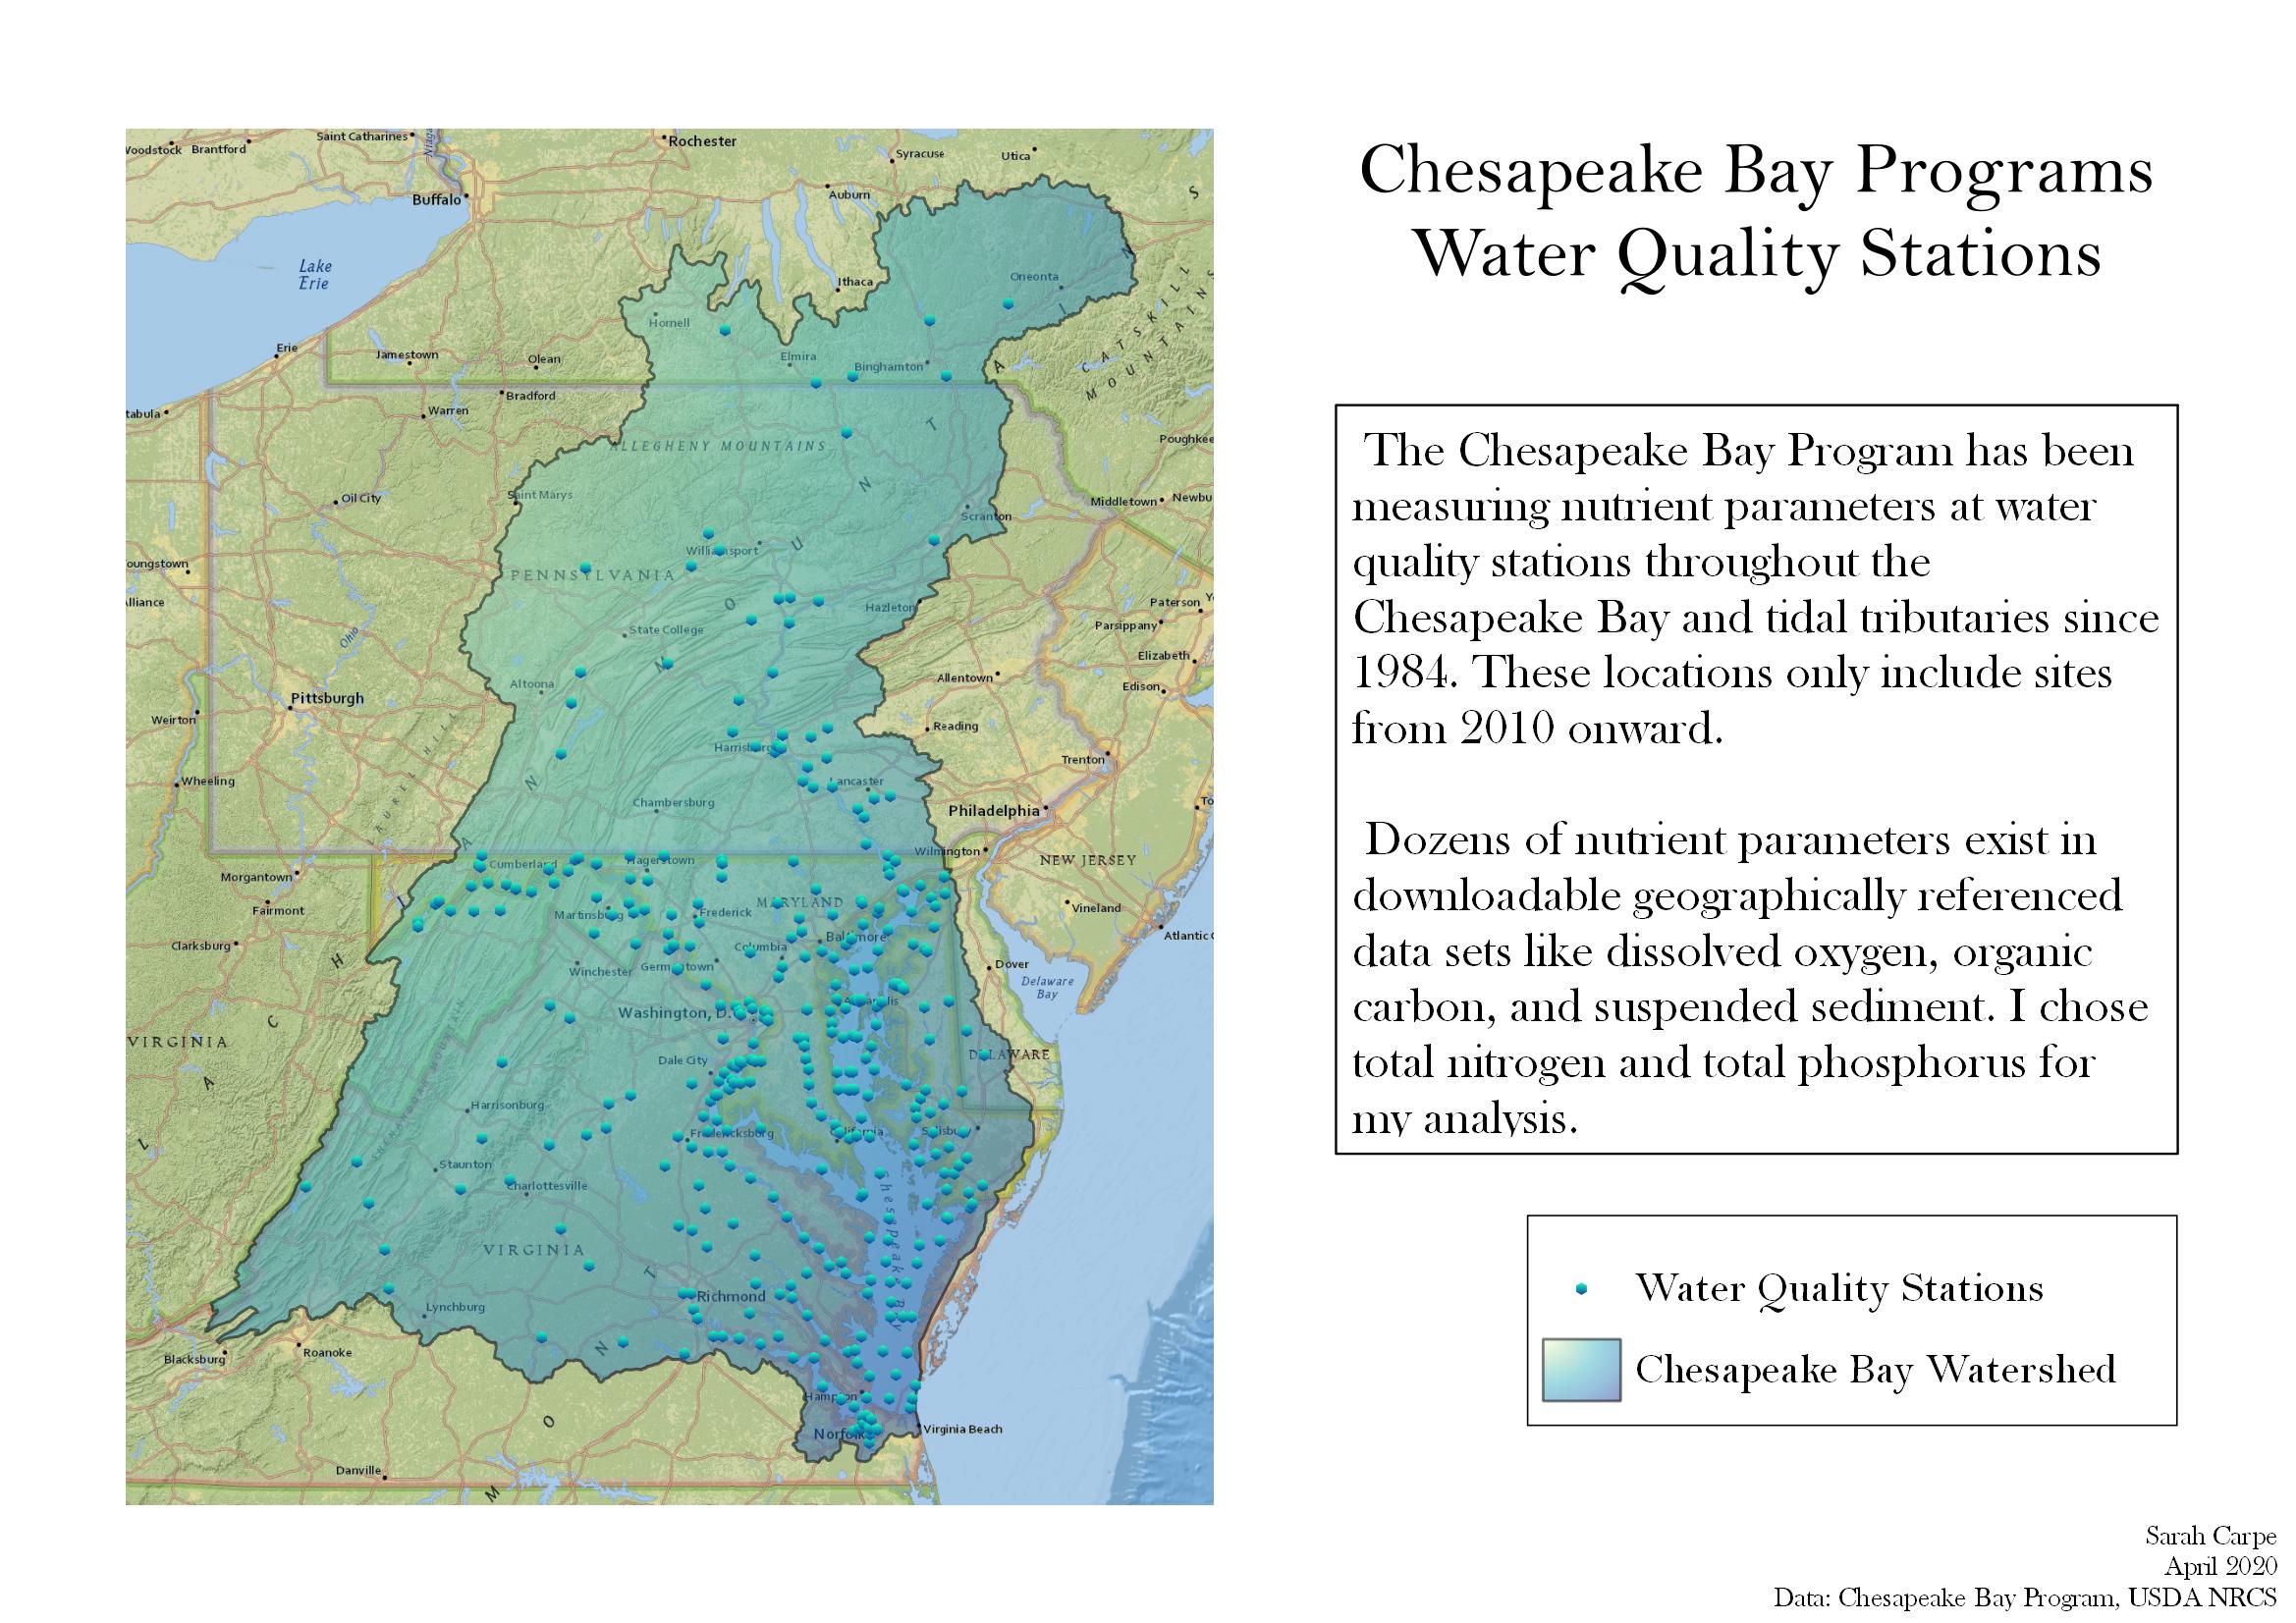 Chesapeake Bay Programs
Water Quality Stations
The Chesapeake Bay Program has been
measuring nutrient parameters at water
quality stations throughout the
Chesapeake Bay and tidal tributaries since
1984. These locations only include sites
from 2010 onward.
Dozens of nutrient parameters exist in
downloadable geographically referenced
data sets like dissolved oxygen, organic
carbon, and suspended sediment. I chose
total nitrogen and total phosphorus for
my analysis.
Water Quality Stations
Chesapeake Bay Watershed
Sarah Carpe
April 2020
Data: Chesapeake Bay Program, USDA NRCS
Saint Catharines
Rochester
Woodstock
Brantford
Syracuse
Utica
Buffalo
Auburn
Lake
Erie
Oneonta
Ithaca
Hornell
CATSKILL
MOUNTAINS
Erie
Jamestown
Olean
Elmira
Binghamton
Bradford
Warren
tabula
ALLEGHENY MOUNTAINS
Poughkee
Saint Marys
Oil City
Middletown
Newbu
Scranton
Williamsport
oungstown
PENNSYLVANIA
Alliance
Hazleton
Paterson
State College
Parsippany
Ohio
Elizabeth
Allentown
Altoona
Edison
Pittsburgh
Weirton
Reading
Harrisburg
Trenton
LAUREL HILL
Wheeling
Lancaster
Chambersburg
Philadelphia
To
Wilmington
NEW JERSEY
Cumberland
Hagerstown
Morgantown
MARYLAND
Vineland
Fairmont
Martinsburg
Frederick
Atlantic C
Clarksburg
Columbia
Baltimore
Winchester
Germantown
Dover
Delaware
Bay
Annapolis
Washington, D.
VIRGINIA
Dale City
DELAWARE
Harrisonburg
SHENANDOAH MOUNTAIN
Fredericksburg
California
Salisbury
Staunton
Charlottesville
Chesapeake Bay
VIRGINIA
Richmond
Lynchburg
Roanoke
Blacksburg
Hampton
Virginia Beach
Norfolk
Danville